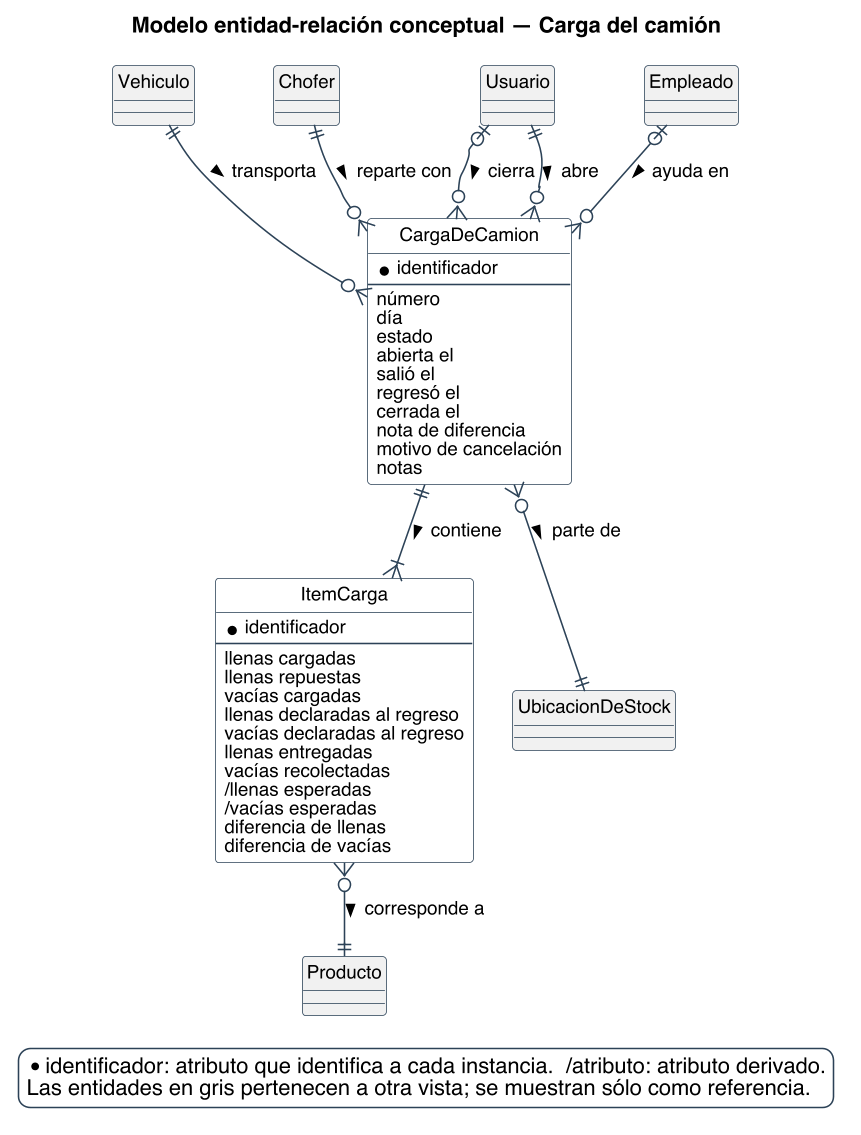 Modelo entidad-relación conceptual — Carga del camión
Vehiculo
Chofer
Usuario
Empleado
transporta
reparte con
cierra
abre
ayuda en
CargaDeCamion
identificador
número
día
estado
abierta el
salió el
regresó el
cerrada el
nota de diferencia
motivo de cancelación
notas
contiene
parte de
ItemCarga
identificador
llenas cargadas
llenas repuestas
vacías cargadas
llenas declaradas al regreso
vacías declaradas al regreso
llenas entregadas
vacías recolectadas
/llenas esperadas
/vacías esperadas
diferencia de llenas
diferencia de vacías
UbicacionDeStock
corresponde a
Producto
• identificador: atributo que identifica a cada instancia.  /atributo: atributo derivado.
Las entidades en gris pertenecen a otra vista; se muestran sólo como referencia.